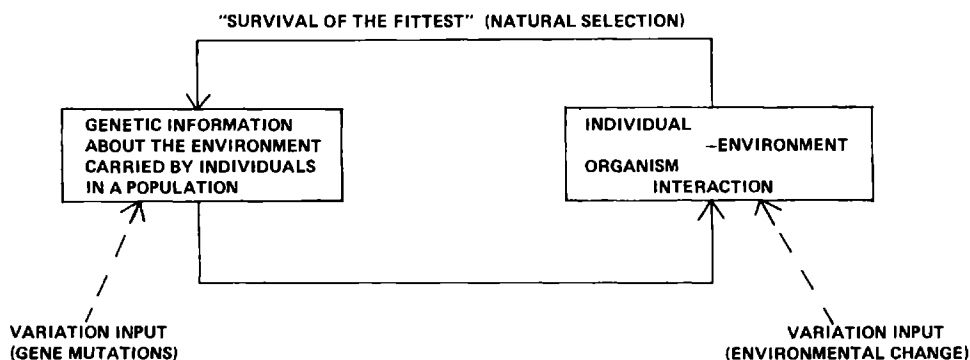 "SURVIVAL OF THE FITTEST" (NATURAL SELECTION)
GENETIC INFORMATION
ABOUT THE ENVIRONMENT
CARRIED BY INDIVIDUALS
IN A POPULATION
INDIVIDUAL
-ENVIRONMENT
ORGANISM
INTERACTION
VARIATION INPUT
(GENE MUTATIONS)
VARIATION INPUT
(ENVIRONMENTAL CHANGE)